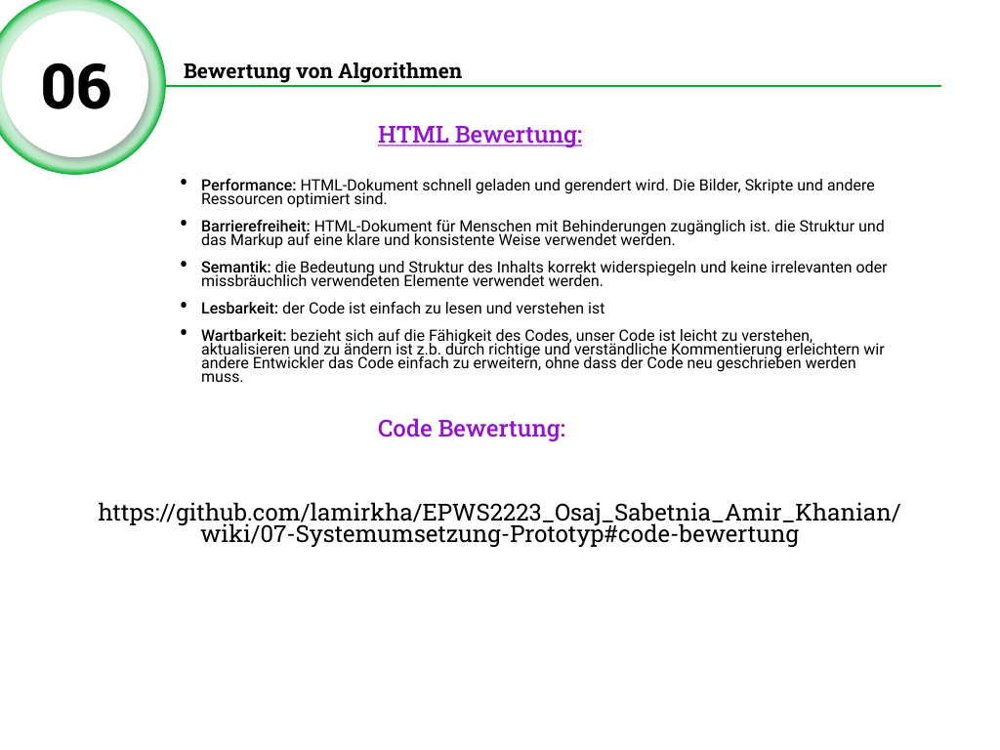 06
Bewertung von Algorithmen
HTML Bewertung:
• Performance: HTML-Dokument schnell geladen und gerendert wird. Die Bilder, Skripte und andere
Ressourcen optimiert sind.
• Barrierefreiheit: HTML-Dokument für Menschen mit Behinderungen zugänglich ist. die Struktur und
das Markup auf eine klare und konsistente Weise verwendet werden.
• Semantik: die Bedeutung und Struktur des Inhalts korrekt widerspiegeln und keine irrelevanten oder
missbräuchlich verwendeten Elemente verwendet werden.
• Lesbarkeit: der Code ist einfach zu lesen und verstehen ist
• Wartbarkeit: bezieht sich auf die Fähigkeit des Codes, unser Code ist leicht zu verstehen,
aktualisieren und zu ändern ist z.b. durch richtige und verständliche Kommentierung erleichtern wir
andere Entwickler das Code einfach zu erweitern, ohne dass der Code neu geschrieben werden
muss.
Code Bewertung:
https://github.com/lamirkha/EPWS2223_Osaj_Sabetnia_Amir_Khanian/
wiki/07-Systemumsetzung-Prototyp#code-bewertung